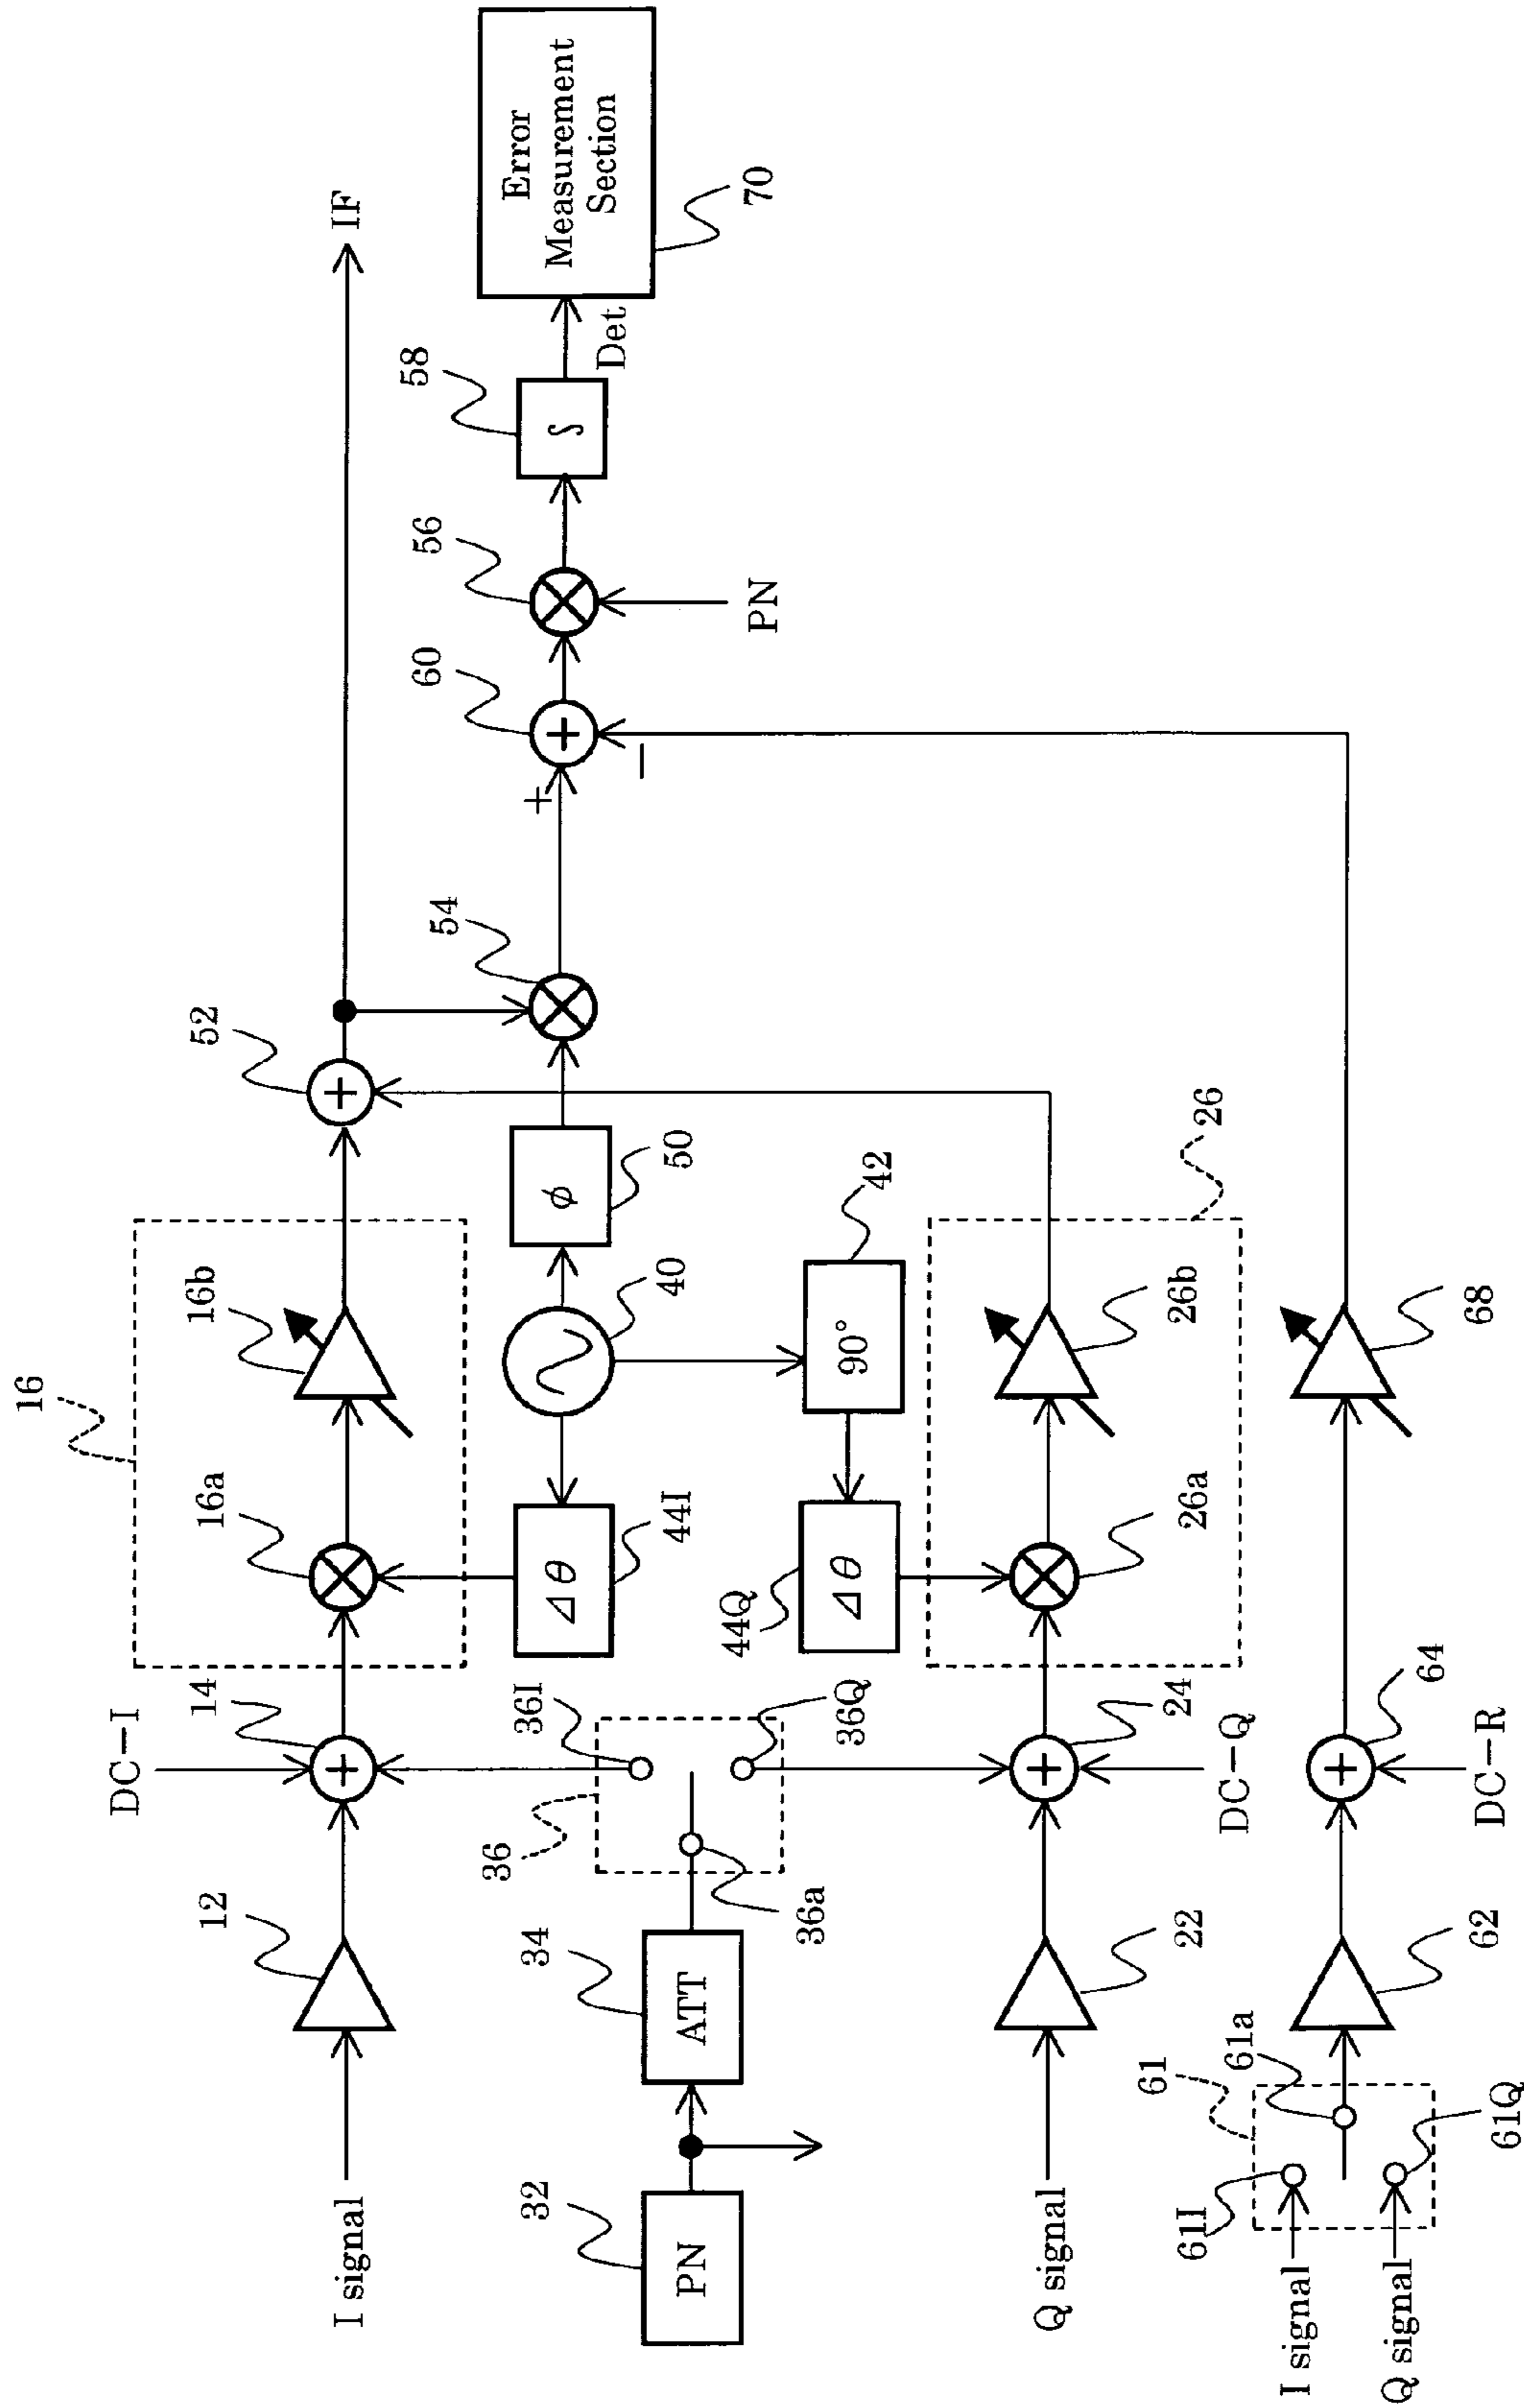 I signal
12
DC-I
14
16
16a
16b
52
IF
PN
32
ATT
34
36
36a
36I
36Q
Δθ
44I
40
ϕ
50
54
+
−
60
56
PN
∫
58
Det
Error
Measurement
Section
70
90°
42
Δθ
44Q
Q signal
22
24
DC-Q
26
26a
26b
I signal
Q signal
61
61I
61Q
61a
62
64
DC-R
68